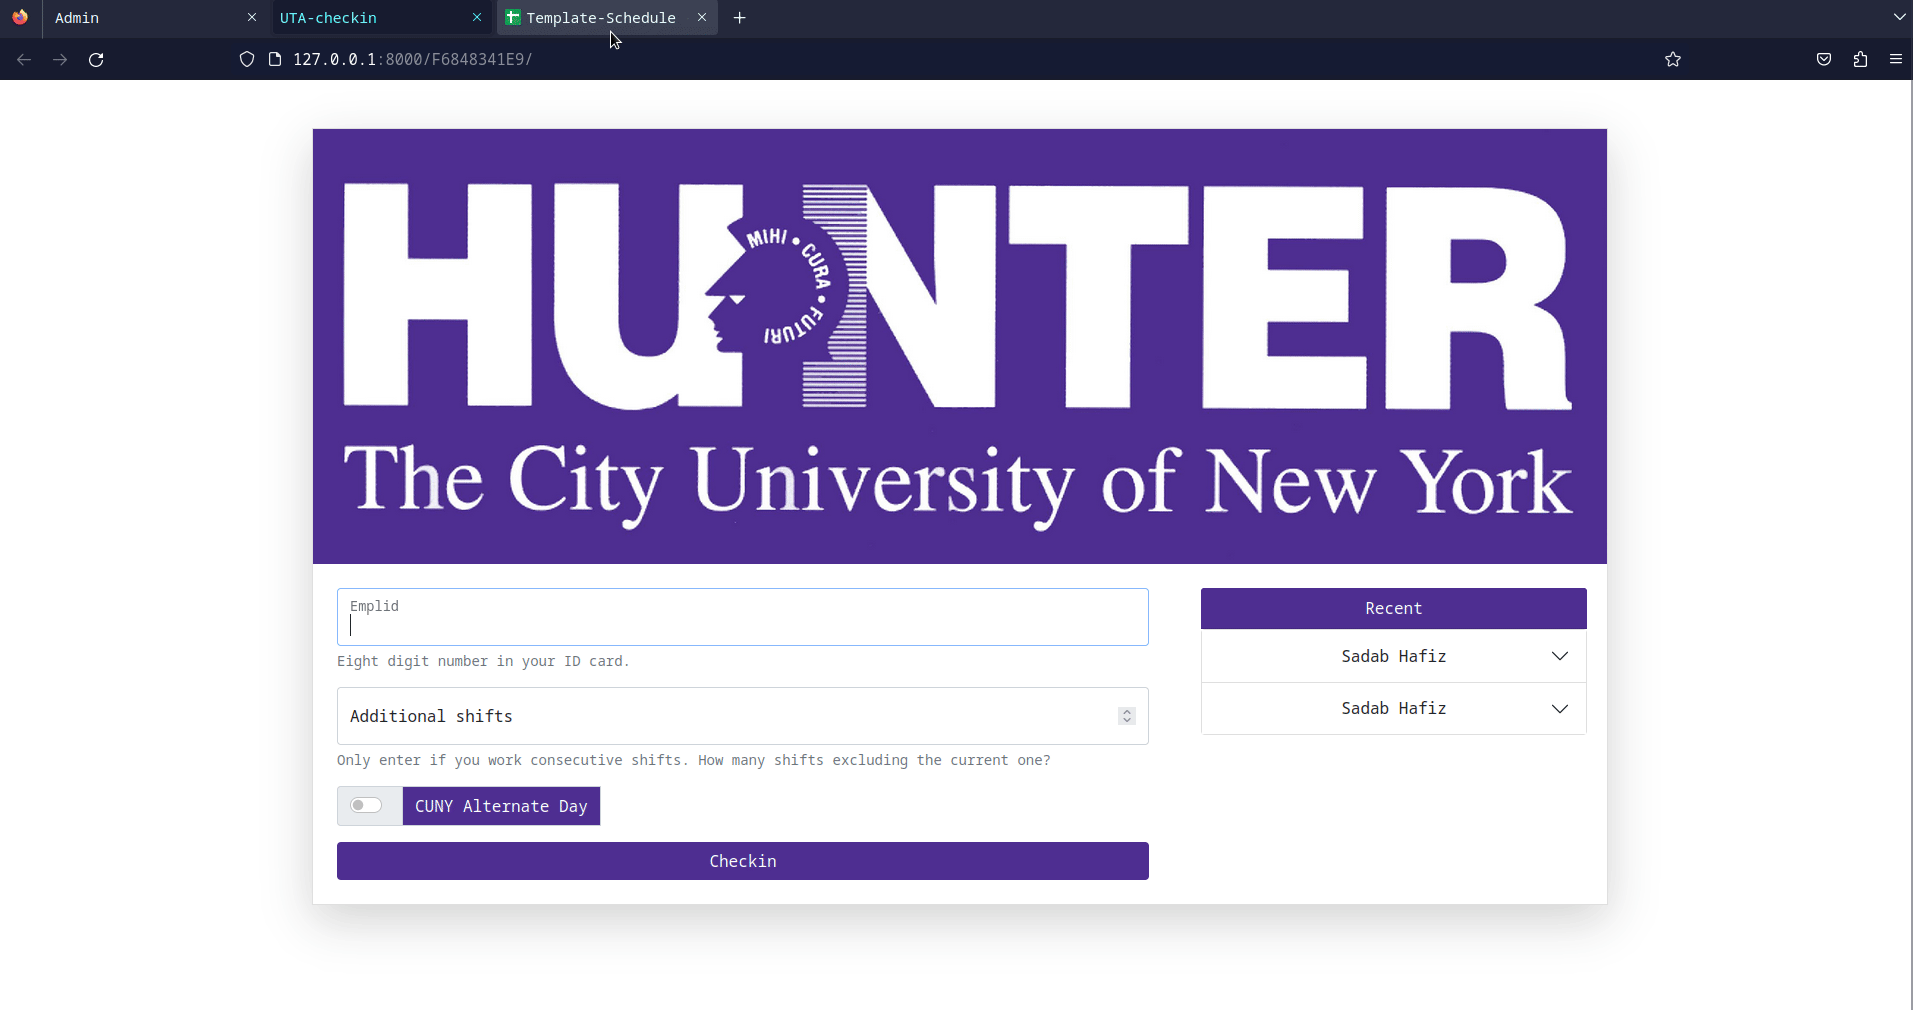 Admin
UTA-checkin
Template-Schedule
127.0.0.1:8000/F6848341E9/
HUNTER
MIHI • CURA • FUTURI
The City University of New York
Emplid
Eight digit number in your ID card.
Additional shifts
Only enter if you work consecutive shifts. How many shifts excluding the current one?
CUNY Alternate Day
Checkin
Recent
Sadab Hafiz
Sadab Hafiz